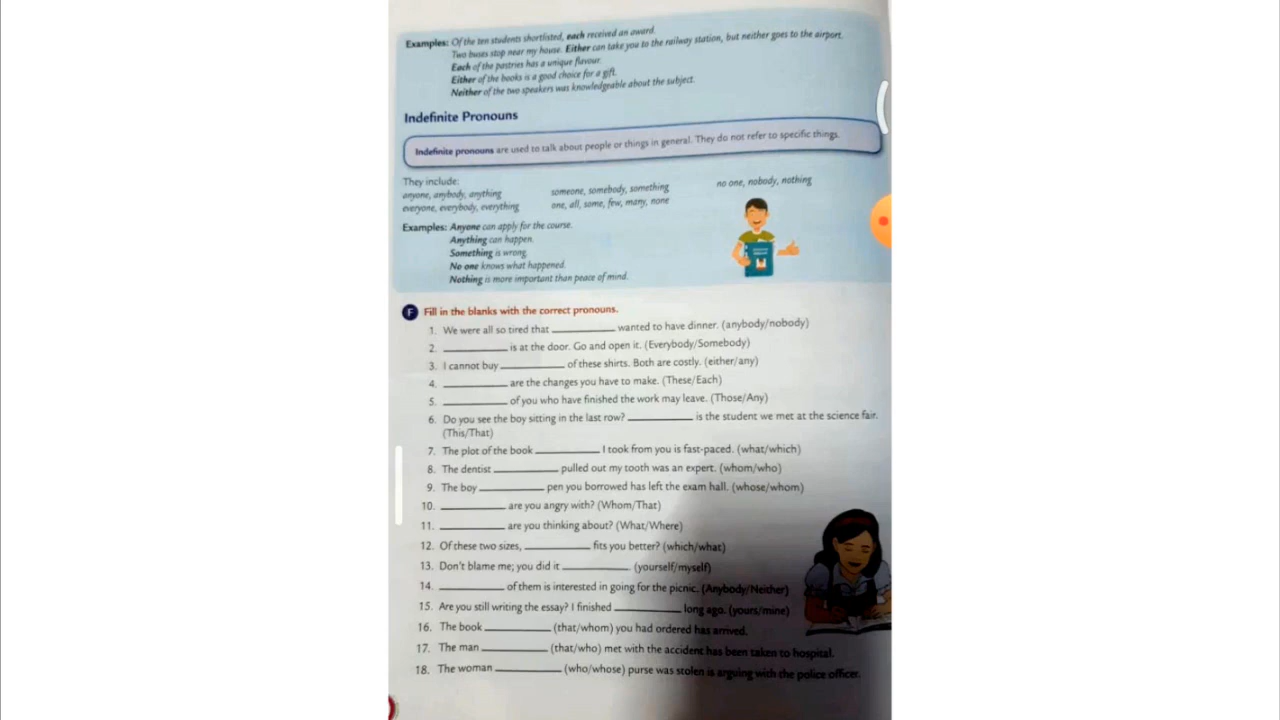 Examples: Of the ten students shortlisted, each received an award.
Two buses stop near my house. Either can take you to the railway station, but neither goes to the airport.
Each of the pastries has a unique flavour.
Either of the books is a good choice for a gift.
Neither of the two speakers was knowledgeable about the subject.
Indefinite Pronouns
Indefinite pronouns are used to talk about people or things in general. They do not refer to specific things.
They include:
anyone, anybody, anything someone, somebody, something no one, nobody, nothing
everyone, everybody, everything one, all, some, few, many, none
Examples: Anyone can apply for the course.
Anything can happen.
Something is wrong.
No one knows what happened.
Nothing is more important than peace of mind.
F Fill in the blanks with the correct pronouns.
1. We were all so tired that ________ wanted to have dinner. (anybody/nobody)
2. ________ is at the door. Go and open it. (Everybody/Somebody)
3. I cannot buy ________ of these shirts. Both are costly. (either/any)
4. ________ are the changes you have to make. (These/Each)
5. ________ of you who have finished the work may leave. (Those/Any)
6. Do you see the boy sitting in the last row? ________ is the student we met at the science fair.
(This/That)
7. The plot of the book ________ I took from you is fast-paced. (what/which)
8. The dentist ________ pulled out my tooth was an expert. (whom/who)
9. The boy ________ pen you borrowed has left the exam hall. (whose/whom)
10. ________ are you angry with? (Whom/That)
11. ________ are you thinking about? (What/Where)
12. Of these two sizes, ________ fits you better? (which/what)
13. Don't blame me; you did it ________. (yourself/myself)
14. ________ of them is interested in going for the picnic. (Anybody/Neither)
15. Are you still writing the essay? I finished ________ long ago. (yours/mine)
16. The book ________ (that/whom) you had ordered has arrived.
17. The man ________ (that/who) met with the accident has been taken to hospital.
18. The woman ________ (who/whose) purse was stolen is arguing with the police officer.